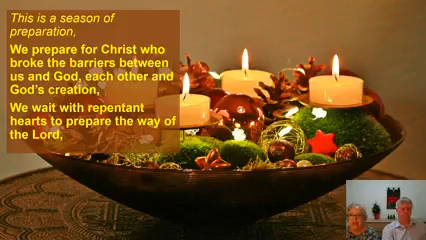 This is a season of
preparation,
We prepare for Christ who
broke the barriers between
us and God, each other and
God's creation,
We wait with repentant
hearts to prepare the way of
the Lord,